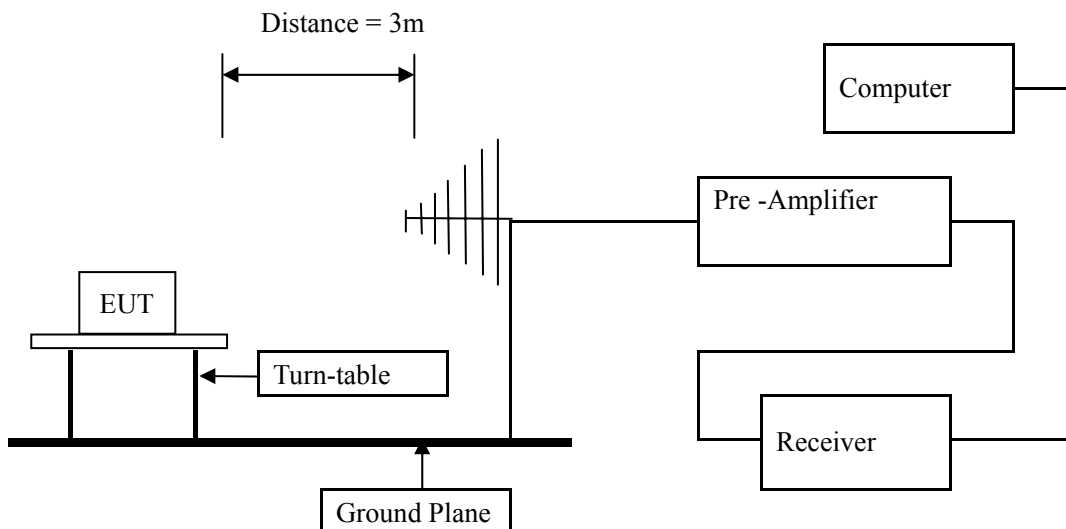 Distance = 3m
Computer
Pre -Amplifier
EUT
Turn-table
Receiver
Ground Plane